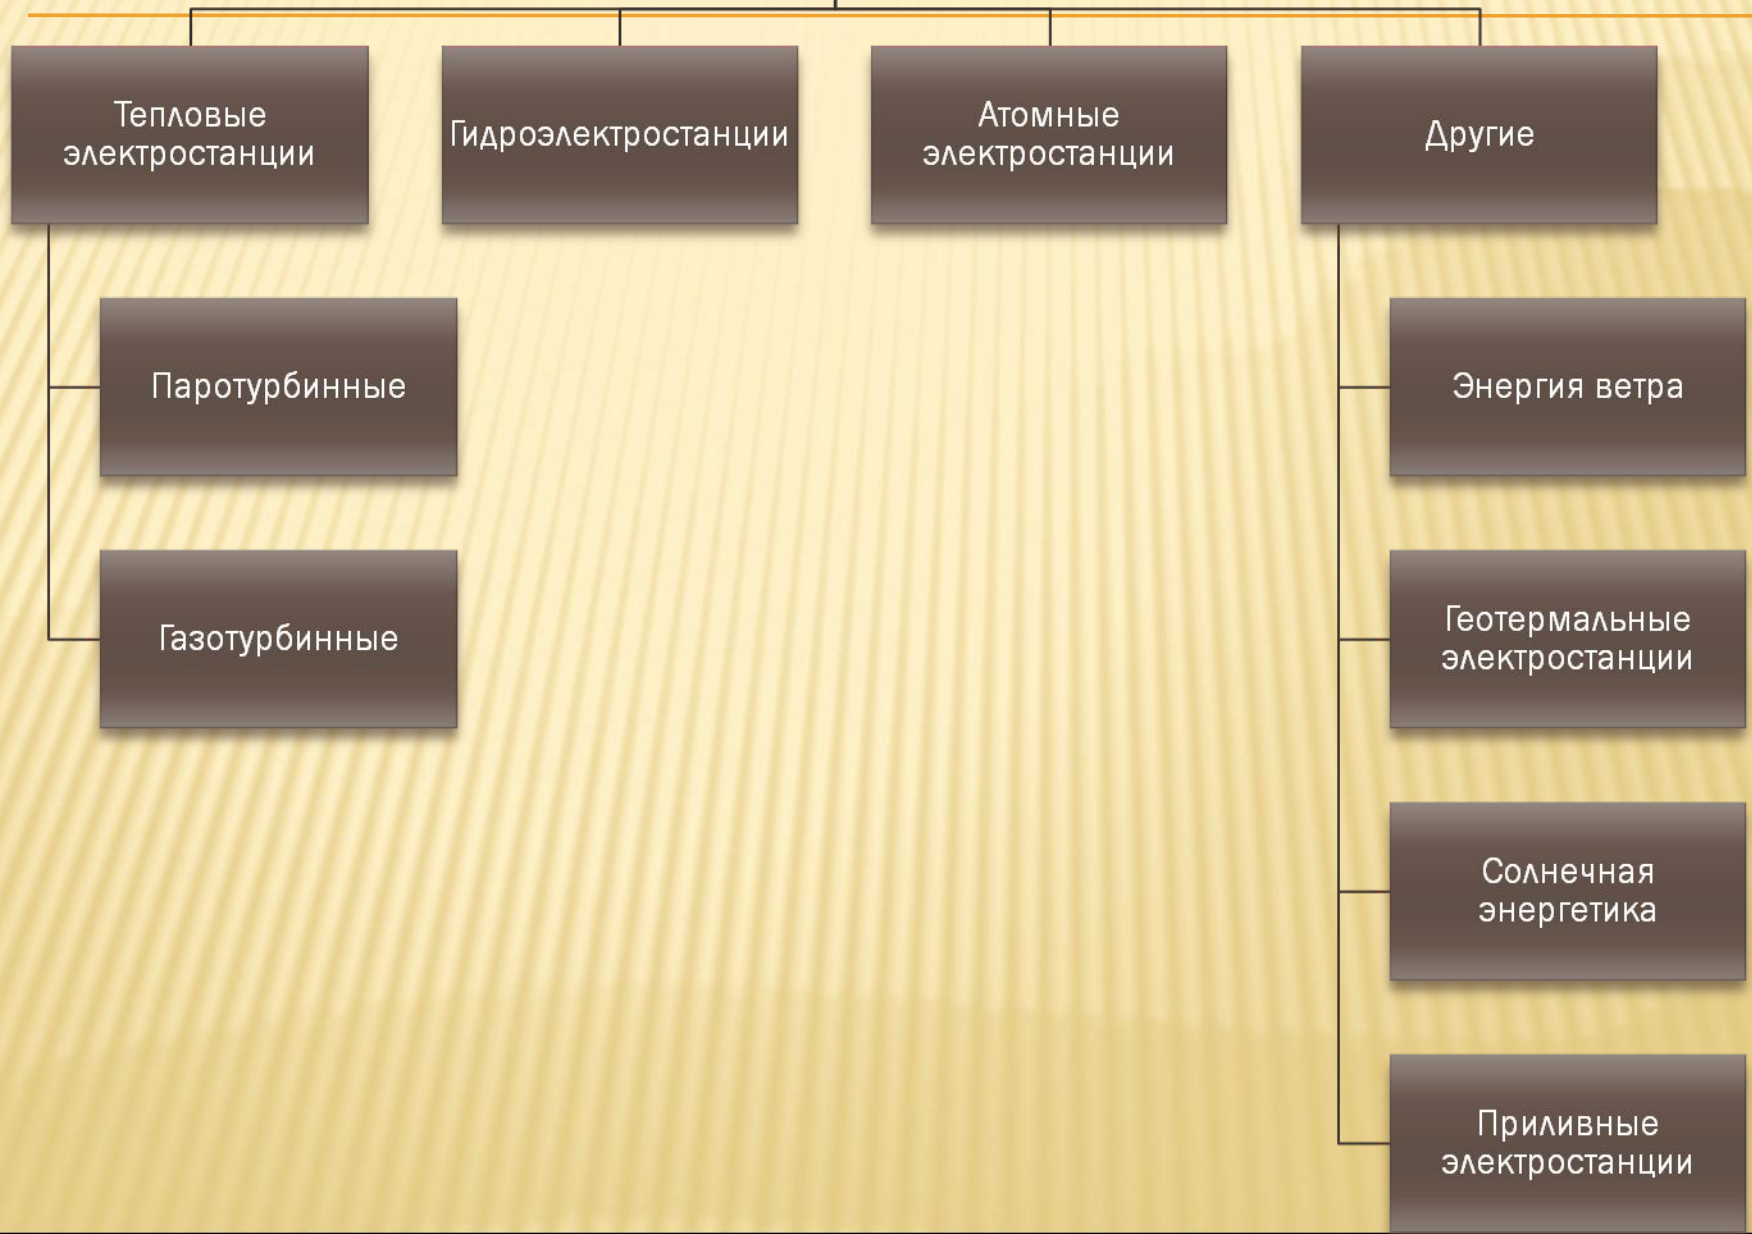 Тепловые
электростанции
Гидроэлектростанции
Атомные
электростанции
Другие
Паротурбинные
Газотурбинные
Энергия ветра
Геотермальные
электростанции
Солнечная
энергетика
Приливные
электростанции